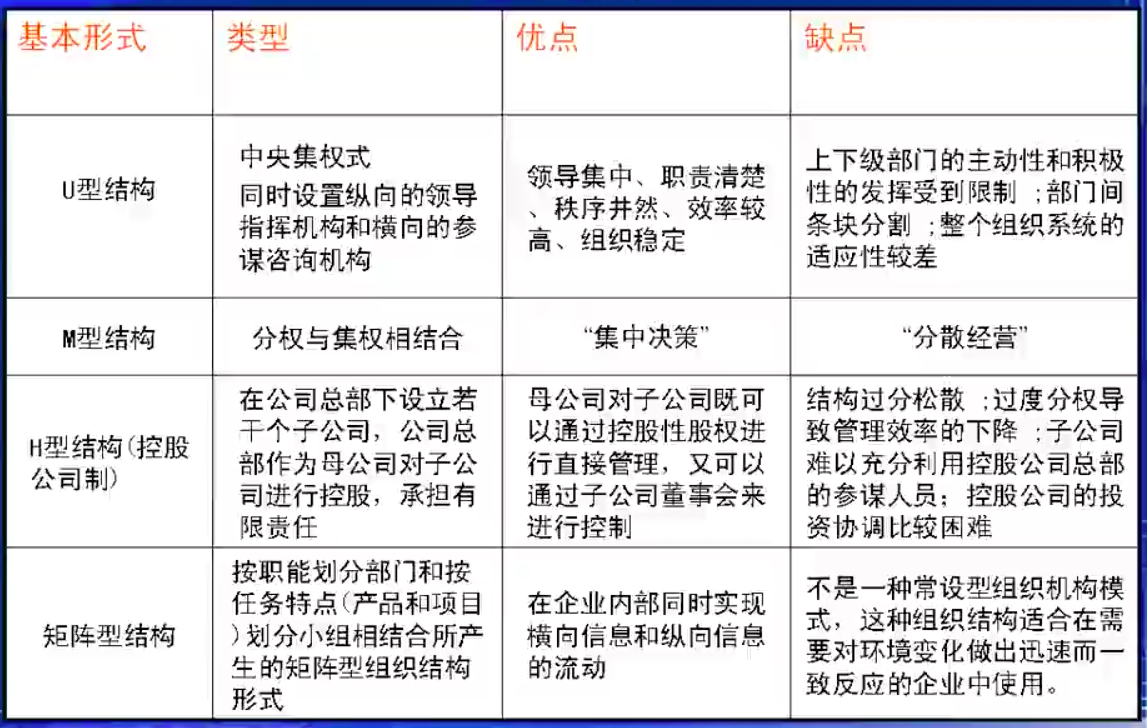 基本形式
类型
优点
缺点
U型结构
中央集权式
同时设置纵向的领导
指挥机构和横向的参
谋咨询机构
领导集中、职责清楚
、秩序井然、效率较
高、组织稳定
上下级部门的主动性和积极
性的发挥受到限制 ;部门间
条块分割 ;整个组织系统的
适应性较差
M型结构
分权与集权相结合
“集中决策”
“分散经营”
H型结构(控股
公司制)
在公司总部下设立若
干个子公司，公司总
部作为母公司对子公
司进行控股，承担有
限责任
母公司对子公司既可
以通过控股性股权进
行直接管理，又可以
通过子公司董事会来
进行控制
结构过分松散 ;过度分权导
致管理效率的下降 ;子公司
难以充分利用控股公司总部
的参谋人员；控股公司的投
资协调比较困难
矩阵型结构
按职能划分部门和按
任务特点(产品和项目
)划分小组相结合所产
生的矩阵型组织结构
形式
在企业内部同时实现
横向信息和纵向信息
的流动
不是一种常设型组织机构模
式，这种组织结构适合在需
要对环境变化做出迅速而一
致反应的企业中使用。